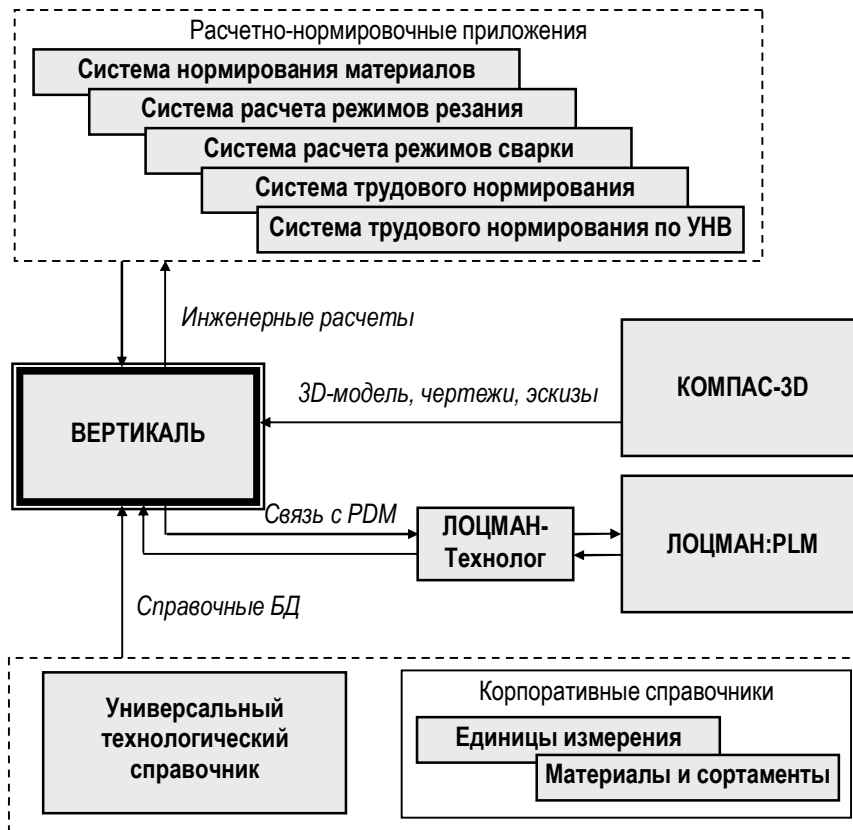 Расчетно-нормировочные приложения
Система нормирования материалов
Система расчета режимов резания
Система расчета режимов сварки
Система трудового нормирования
Система трудового нормирования по УНВ
Инженерные расчеты
КОМПАС-3D
3D-модель, чертежи, эскизы
ВЕРТИКАЛЬ
Связь с PDM
ЛОЦМАН-
Технолог
ЛОЦМАН:PLM
Справочные БД
Универсальный
технологический
справочник
Корпоративные справочники
Единицы измерения
Материалы и сортаменты